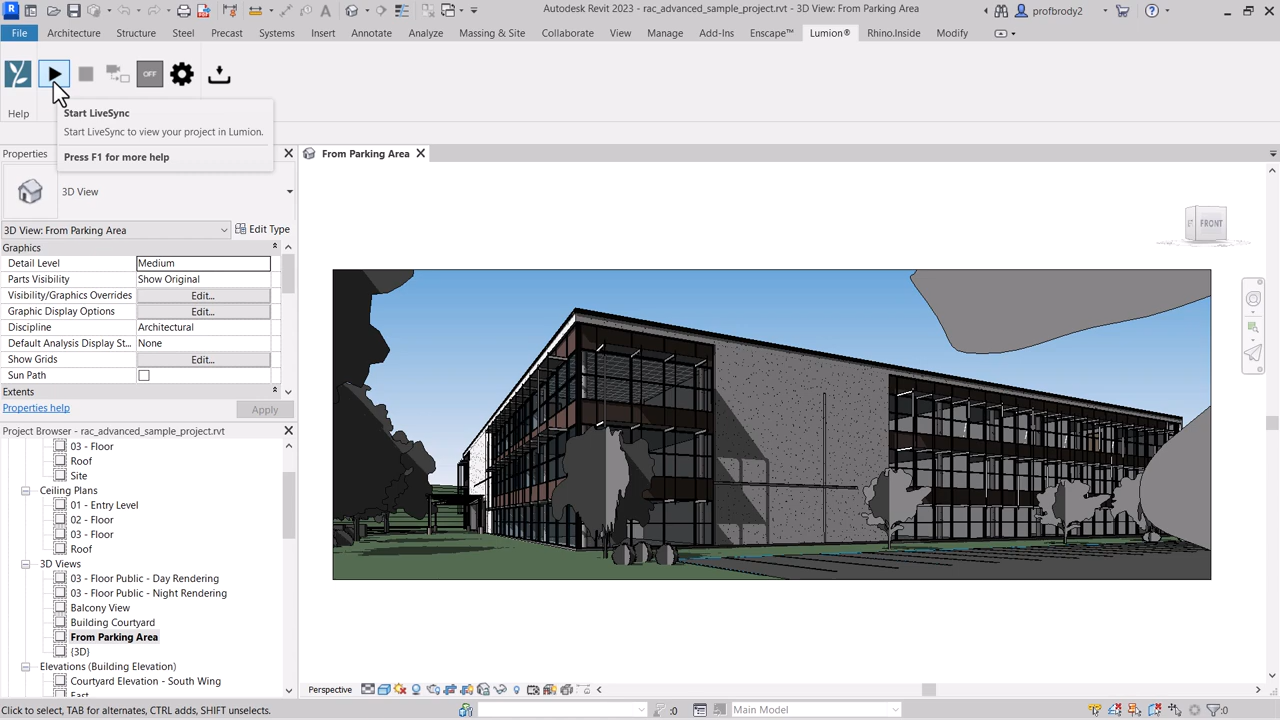 Autodesk Revit 2023 - rac_advanced_sample_project.rvt - 3D View: From Parking Area
profbrody2
File Architecture Structure Steel Precast Systems Insert Annotate Analyze Massing & Site Collaborate View Manage Add-Ins Enscape™ Lumion® Rhino.Inside Modify
OFF
Help
Start LiveSync
Start LiveSync to view your project in Lumion.
Press F1 for more help
Properties
From Parking Area
3D View
3D View: From Parking Area
Edit Type
FRONT
Graphics
Detail Level Medium
Parts Visibility Show Original
Visibility/Graphics Overrides Edit...
Graphic Display Options Edit...
Discipline Architectural
Default Analysis Display St... None
Show Grids Edit...
Sun Path
Extents
Properties help
Apply
Project Browser - rac_advanced_sample_project.rvt
03 - Floor
Roof
Site
Ceiling Plans
01 - Entry Level
02 - Floor
03 - Floor
Roof
3D Views
03 - Floor Public - Day Rendering
03 - Floor Public - Night Rendering
Balcony View
Building Courtyard
From Parking Area
{3D}
Elevations (Building Elevation)
Courtyard Elevation - South Wing
East
Perspective
Click to select, TAB for alternates, CTRL adds, SHIFT unselects.
:0
Main Model
:0